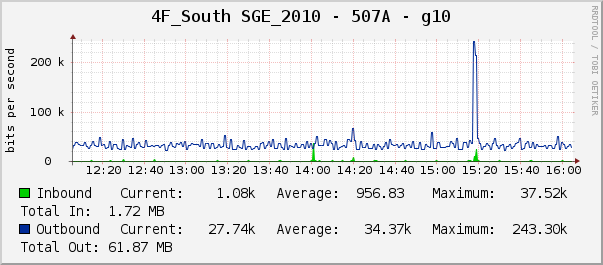 4F_South SGE_2010 - 507A - g10
RRDTOOL / TOBI OETIKER
bits per second
200 k
100 k
0
12:20 12:40 13:00 13:20 13:40 14:00 14:20 14:40 15:00 15:20 15:40 16:00
Inbound Current: 1.08k Average: 956.83 Maximum: 37.52k
Total In: 1.72 MB
Outbound Current: 27.74k Average: 34.37k Maximum: 243.30k
Total Out: 61.87 MB